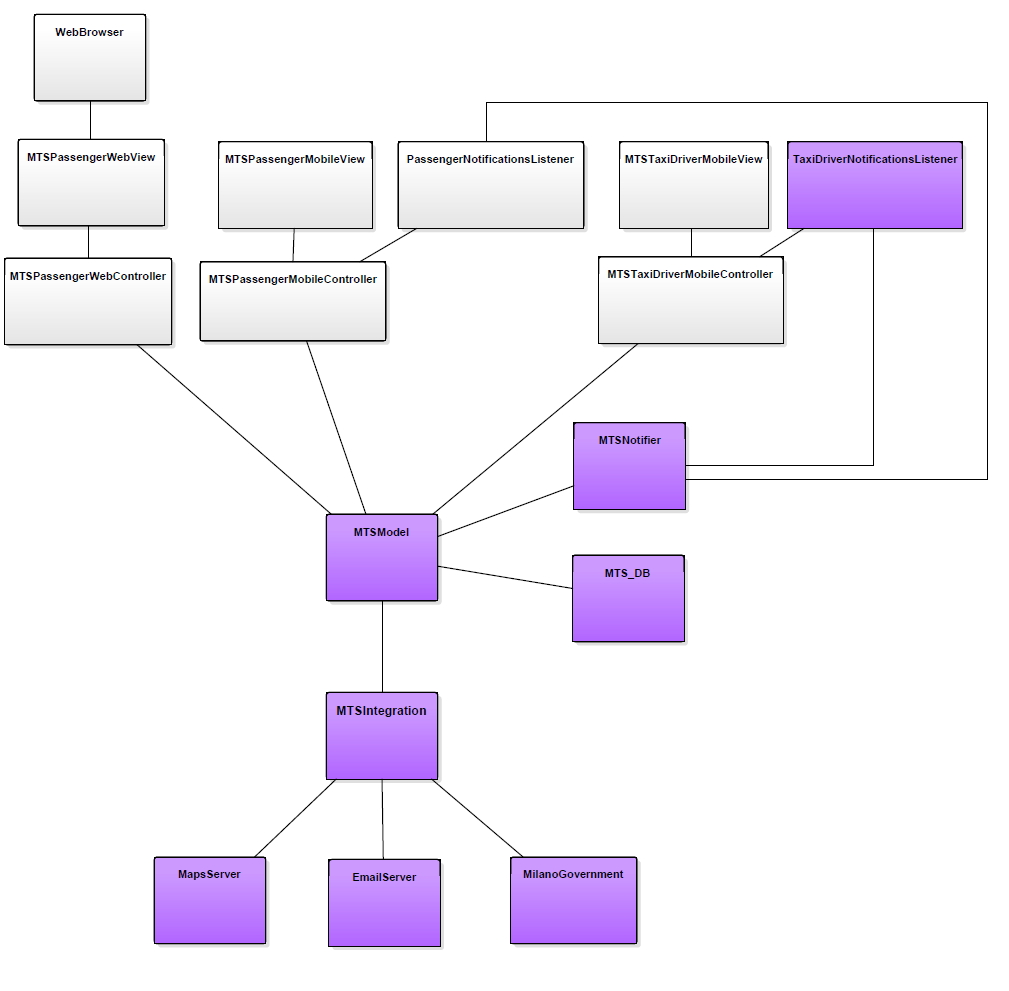 WebBrowser
MTSPassengerWebView
MTSPassengerMobileView
PassengerNotificationsListener
MTSTaxiDriverMobileView
TaxiDriverNotificationsListener
MTSPassengerWebController
MTSPassengerMobileController
MTSTaxiDriverMobileController
MTSNotifier
MTSModel
MTS_DB
MTSIntegration
MapsServer
EmailServer
MilanoGovernment